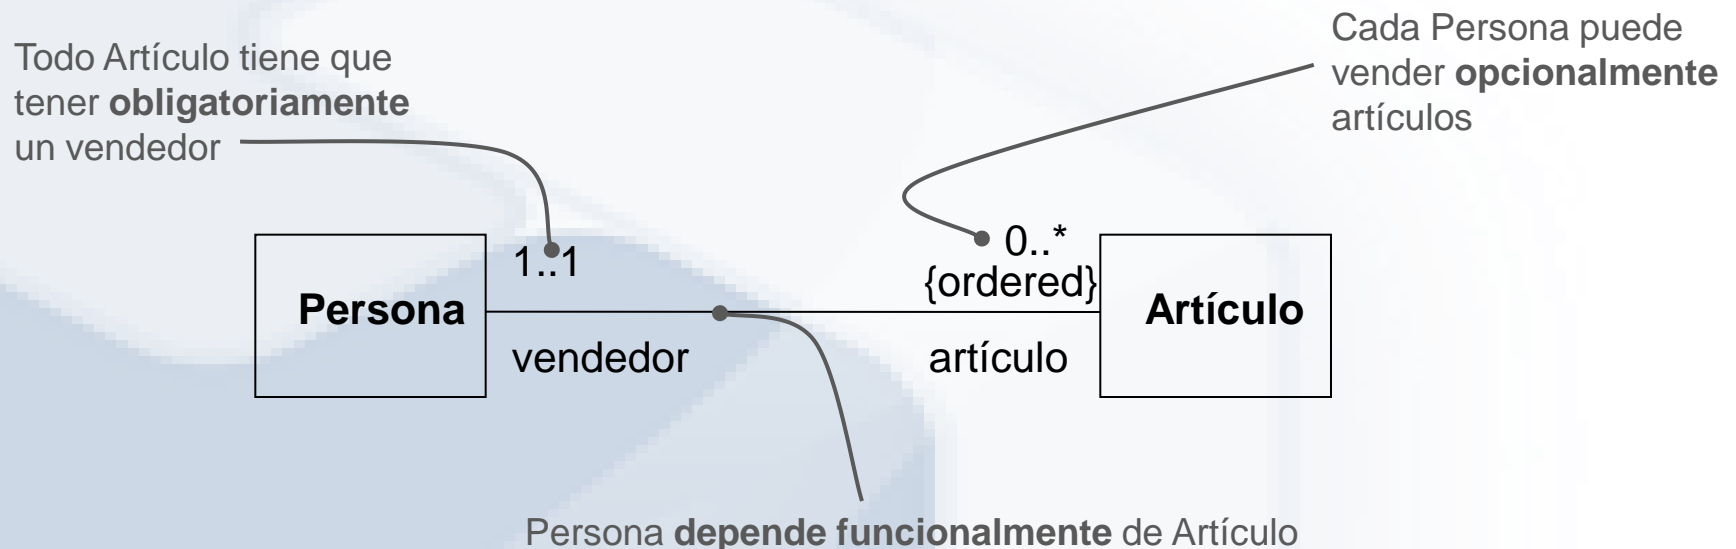 Todo Artículo tiene que
tener obligatoriamente
un vendedor
Cada Persona puede
vender opcionalmente
artículos
1..1
0..*
{ordered}
Persona
Artículo
vendedor
artículo
Persona depende funcionalmente de Artículo